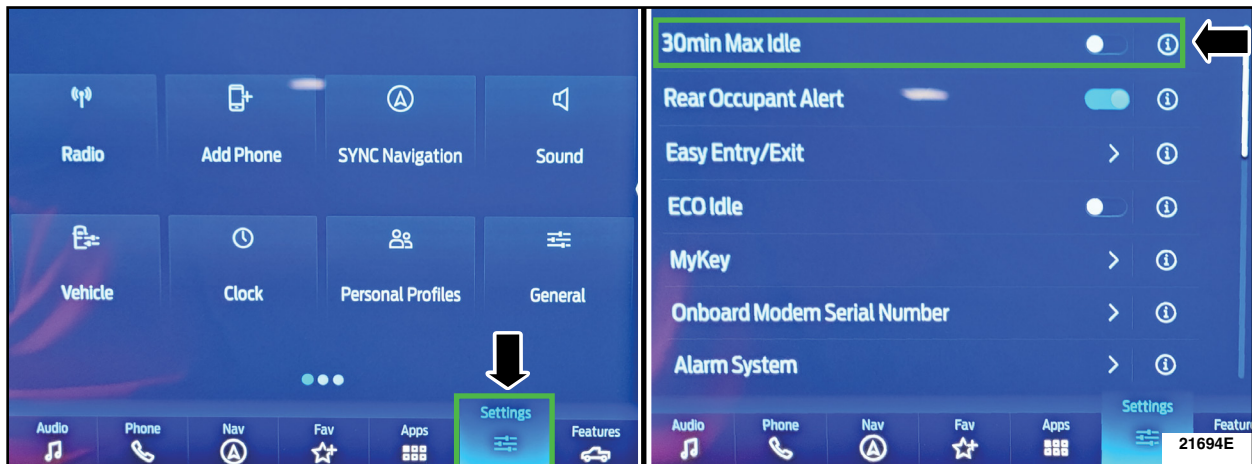 Radio
Add Phone
SYNC Navigation
Sound
Vehicle
Clock
Personal Profiles
General
Audio
Phone
Nav
Fav
Apps
Settings
Features
30min Max Idle
Rear Occupant Alert
Easy Entry/Exit
ECO Idle
MyKey
Onboard Modem Serial Number
Alarm System
Audio
Phone
Nav
Fav
Apps
Settings
Featur
21694E